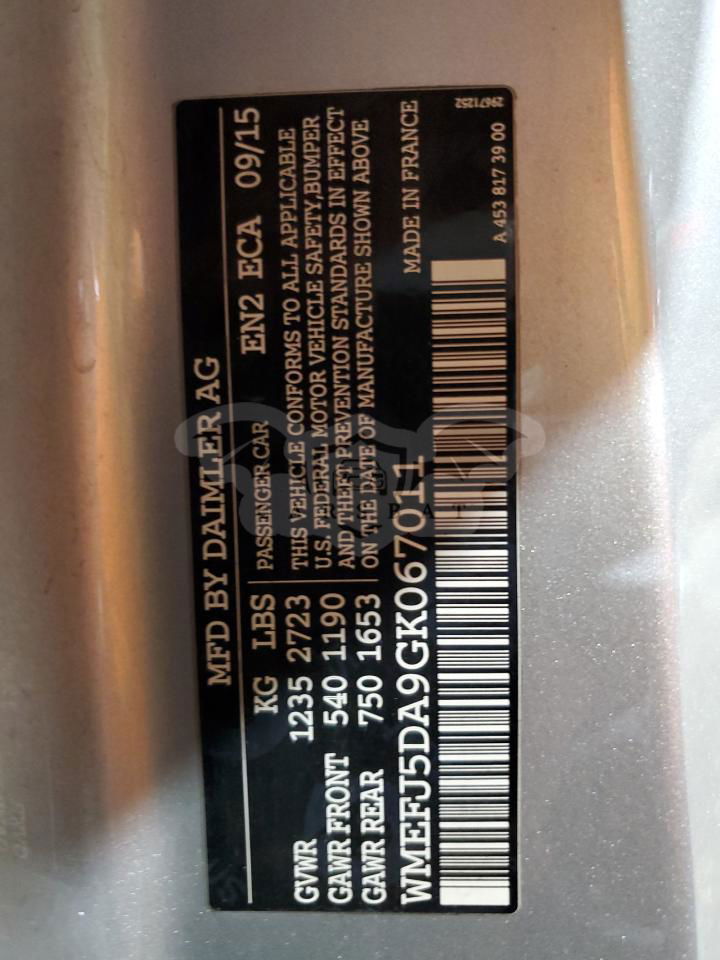 MFD BY DAIMLER AG EN2 ECA 09/15
KG LBS PASSENGER CAR
GVWR 1235 2723 THIS VEHICLE CONFORMS TO ALL APPLICABLE
GAWR FRONT 540 1190 U.S. FEDERAL MOTOR VEHICLE SAFETY,BUMPER
GAWR REAR 750 1653 AND THEFT PREVENTION STANDARDS IN EFFECT
ON THE DATE OF MANUFACTURE SHOWN ABOVE
WMEFJ5DA9GK067011 MADE IN FRANCE
A 453 817 39 00
29671252